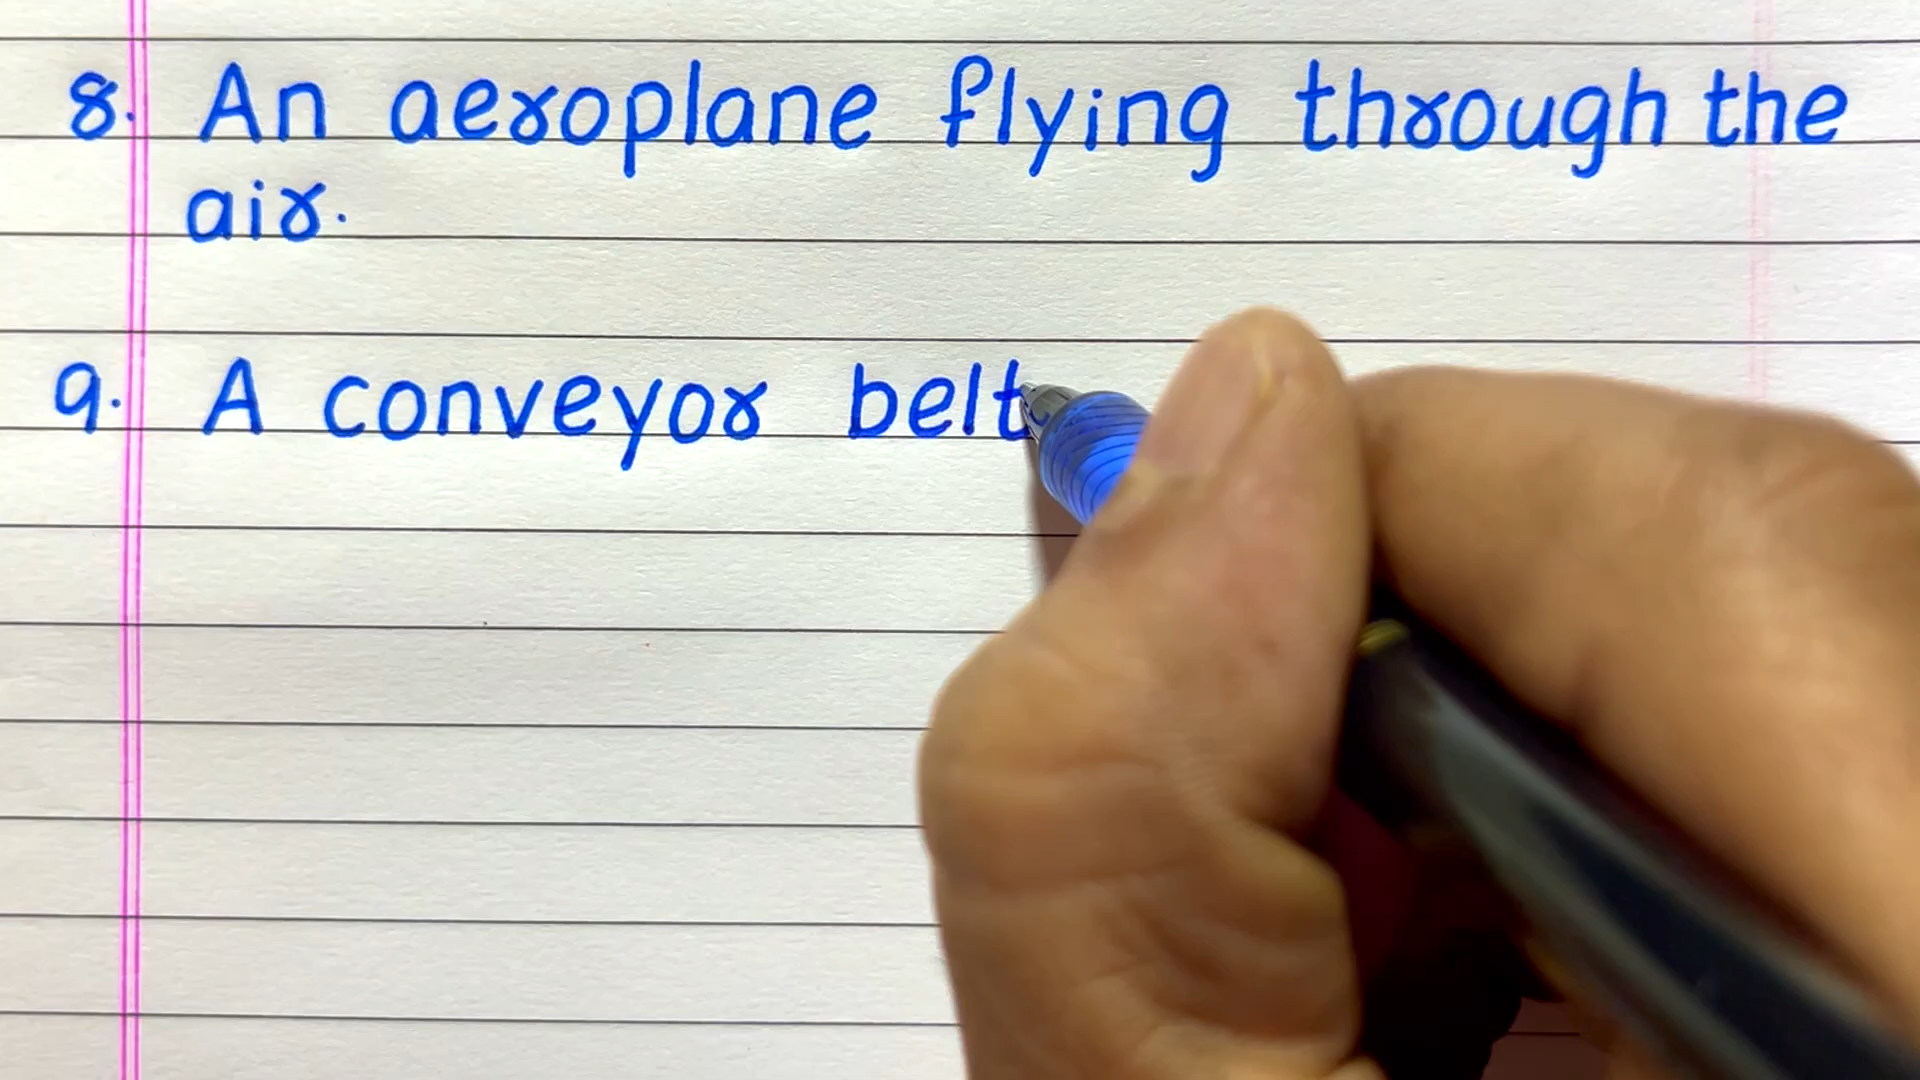 8. An aeroplane flying through the
air.
9. A conveyor belt